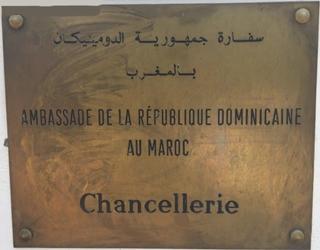 سفارة جمهورية الدومينيكان
بالمغرب
AMBASSADE DE LA RÉPUBLIQUE DOMINICAINE
AU MAROC
Chancellerie